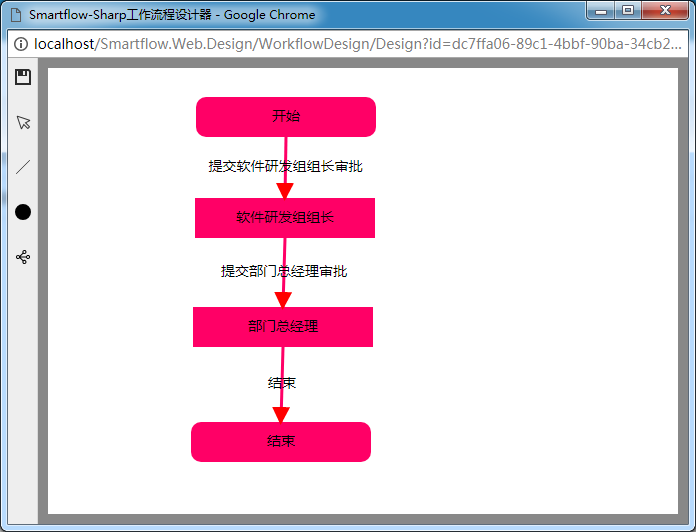 Smartflow-Sharp工作流程设计器 - Google Chrome
localhost/Smartflow.Web.Design/WorkflowDesign/Design?id=dc7ffa06-89c1-4bbf-90ba-34cb2...
开始
提交软件研发组组长审批
软件研发组组长
提交部门总经理审批
部门总经理
结束
结束